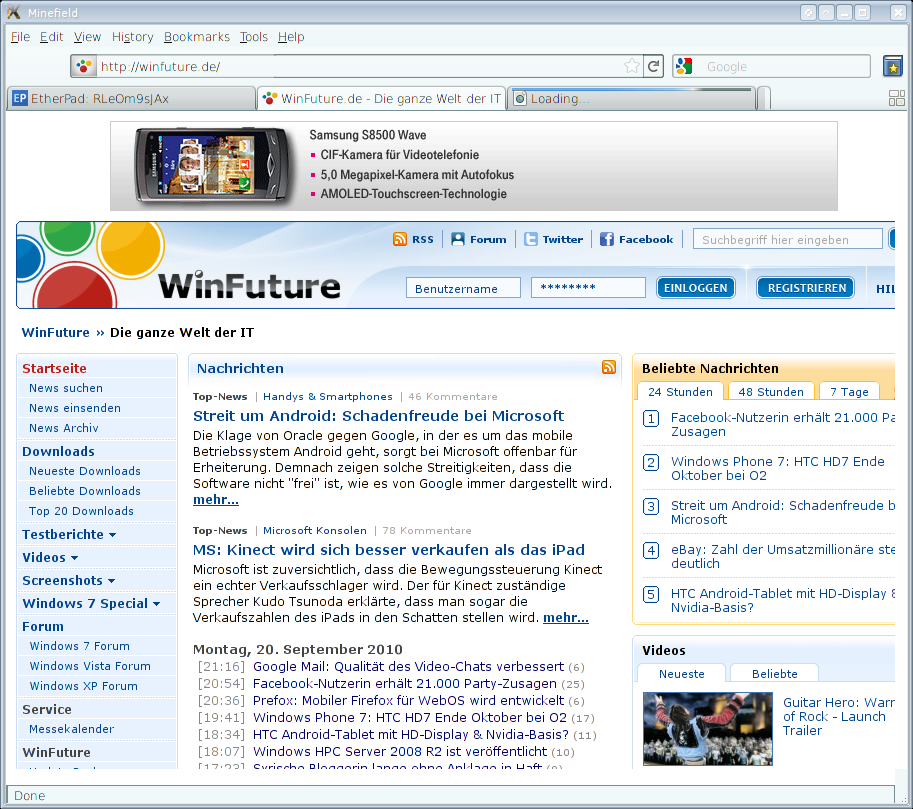 Minefield
File Edit View History Bookmarks Tools Help
http://winfuture.de/
Google
EP EtherPad: RLeOm9sJAx
WinFuture.de - Die ganze Welt der IT
Loading...
Samsung S8500 Wave
CIF-Kamera für Videotelefonie
5,0 Megapixel-Kamera mit Autofokus
AMOLED-Touchscreen-Technologie
RSS Forum Twitter Facebook Suchbegriff hier eingeben
WinFuture
Benutzername ******** EINLOGGEN REGISTRIEREN HIL
WinFuture » Die ganze Welt der IT
Startseite
News suchen
News einsenden
News Archiv
Downloads
Neueste Downloads
Beliebte Downloads
Top 20 Downloads
Testberichte
Videos
Screenshots
Windows 7 Special
Forum
Windows 7 Forum
Windows Vista Forum
Windows XP Forum
Service
Messekalender
WinFuture
Nachrichten
Top-News | Handys & Smartphones | 46 Kommentare
Streit um Android: Schadenfreude bei Microsoft
Die Klage von Oracle gegen Google, in der es um das mobile
Betriebssystem Android geht, sorgt bei Microsoft offenbar für
Erheiterung. Demnach zeigen solche Streitigkeiten, dass die
Software nicht "frei" ist, wie es von Google immer dargestellt wird.
mehr...
Top-News | Microsoft Konsolen | 78 Kommentare
MS: Kinect wird sich besser verkaufen als das iPad
Microsoft ist zuversichtlich, dass die Bewegungssteuerung Kinect
ein echter Verkaufsschlager wird. Der für Kinect zuständige
Sprecher Kudo Tsunoda erklärte, dass man sogar die
Verkaufszahlen des iPads in den Schatten stellen wird. mehr...
Montag, 20. September 2010
[21:16] Google Mail: Qualität des Video-Chats verbessert (6)
[20:54] Facebook-Nutzerin erhält 21.000 Party-Zusagen (25)
[20:36] Prefox: Mobiler Firefox für WebOS wird entwickelt (6)
[19:41] Windows Phone 7: HTC HD7 Ende Oktober bei O2 (17)
[18:34] HTC Android-Tablet mit HD-Display & Nvidia-Basis? (11)
[18:07] Windows HPC Server 2008 R2 ist veröffentlicht (10)
[17:23] Syrische Bloggerin lange ohne Anklage in Haft
Beliebte Nachrichten
24 Stunden 48 Stunden 7 Tage
1 Facebook-Nutzerin erhält 21.000 Pa
Zusagen
2 Windows Phone 7: HTC HD7 Ende
Oktober bei O2
3 Streit um Android: Schadenfreude b
Microsoft
4 eBay: Zahl der Umsatzmillionäre ste
deutlich
5 HTC Android-Tablet mit HD-Display &
Nvidia-Basis?
Videos
Neueste Beliebte
Guitar Hero: Warr
of Rock - Launch
Trailer
Done